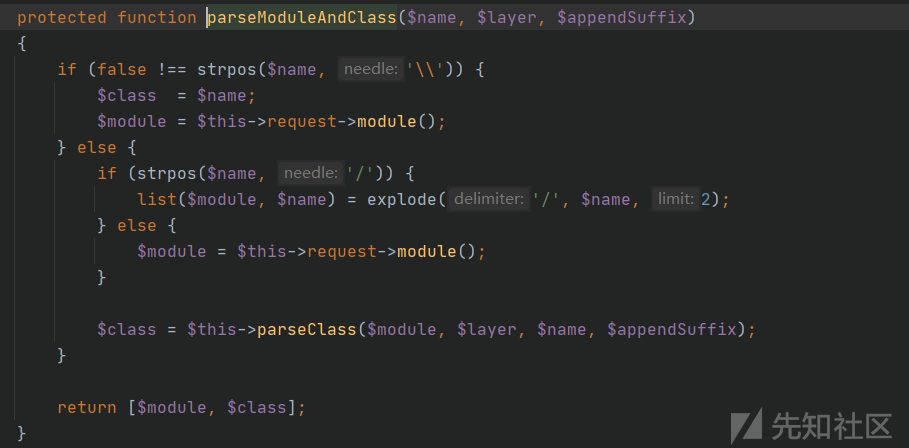 protected function parseModuleAndClass($name, $layer, $appendSuffix)
{
    if (false !== strpos($name, needle: '\\')) {
        $class  = $name;
        $module = $this->request->module();
    } else {
        if (strpos($name, needle: '/')) {
            list($module, $name) = explode( delimiter: '/', $name, limit: 2);
        } else {
            $module = $this->request->module();
        }

        $class = $this->parseClass($module, $layer, $name, $appendSuffix);
    }

    return [$module, $class];
}
先知社区